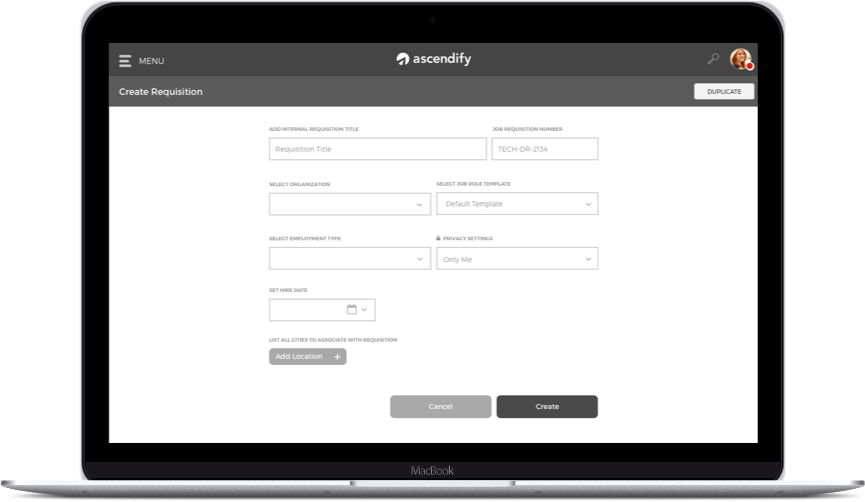 MENU
ascendify
Create Requisition
DUPLICATE
ADD INTERNAL REQUISITION TITLE
JOB REQUISITION NUMBER
Requisition Title
TECH-DR-2134
SELECT ORGANIZATION
SELECT JOB ROLE TEMPLATE
Default Template
SELECT EMPLOYMENT TYPE
PRIVACY SETTINGS
Only Me
SET HIRE DATE
LIST ALL CITIES TO ASSOCIATE WITH REQUISITION
Add Location +
Cancel
Create
MacBook